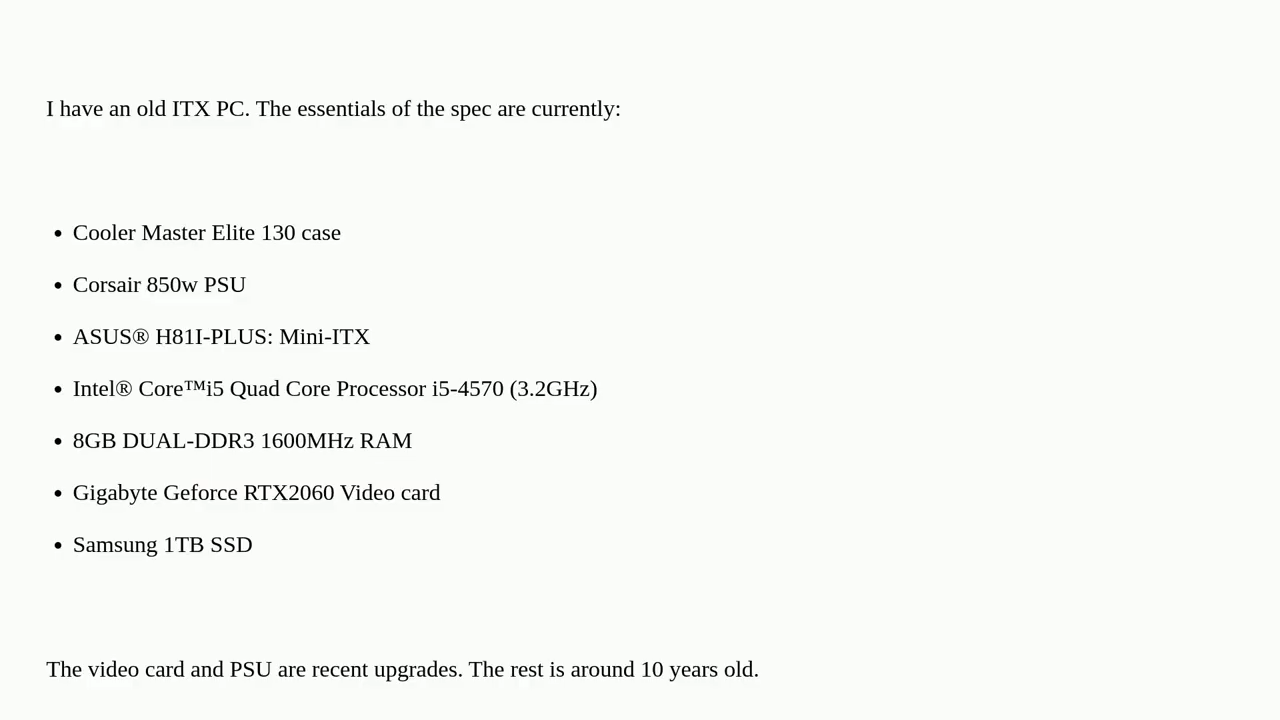 I have an old ITX PC. The essentials of the spec are currently:
• Cooler Master Elite 130 case
• Corsair 850w PSU
• ASUS® H81I-PLUS: Mini-ITX
• Intel® Core™i5 Quad Core Processor i5-4570 (3.2GHz)
• 8GB DUAL-DDR3 1600MHz RAM
• Gigabyte Geforce RTX2060 Video card
• Samsung 1TB SSD
The video card and PSU are recent upgrades. The rest is around 10 years old.